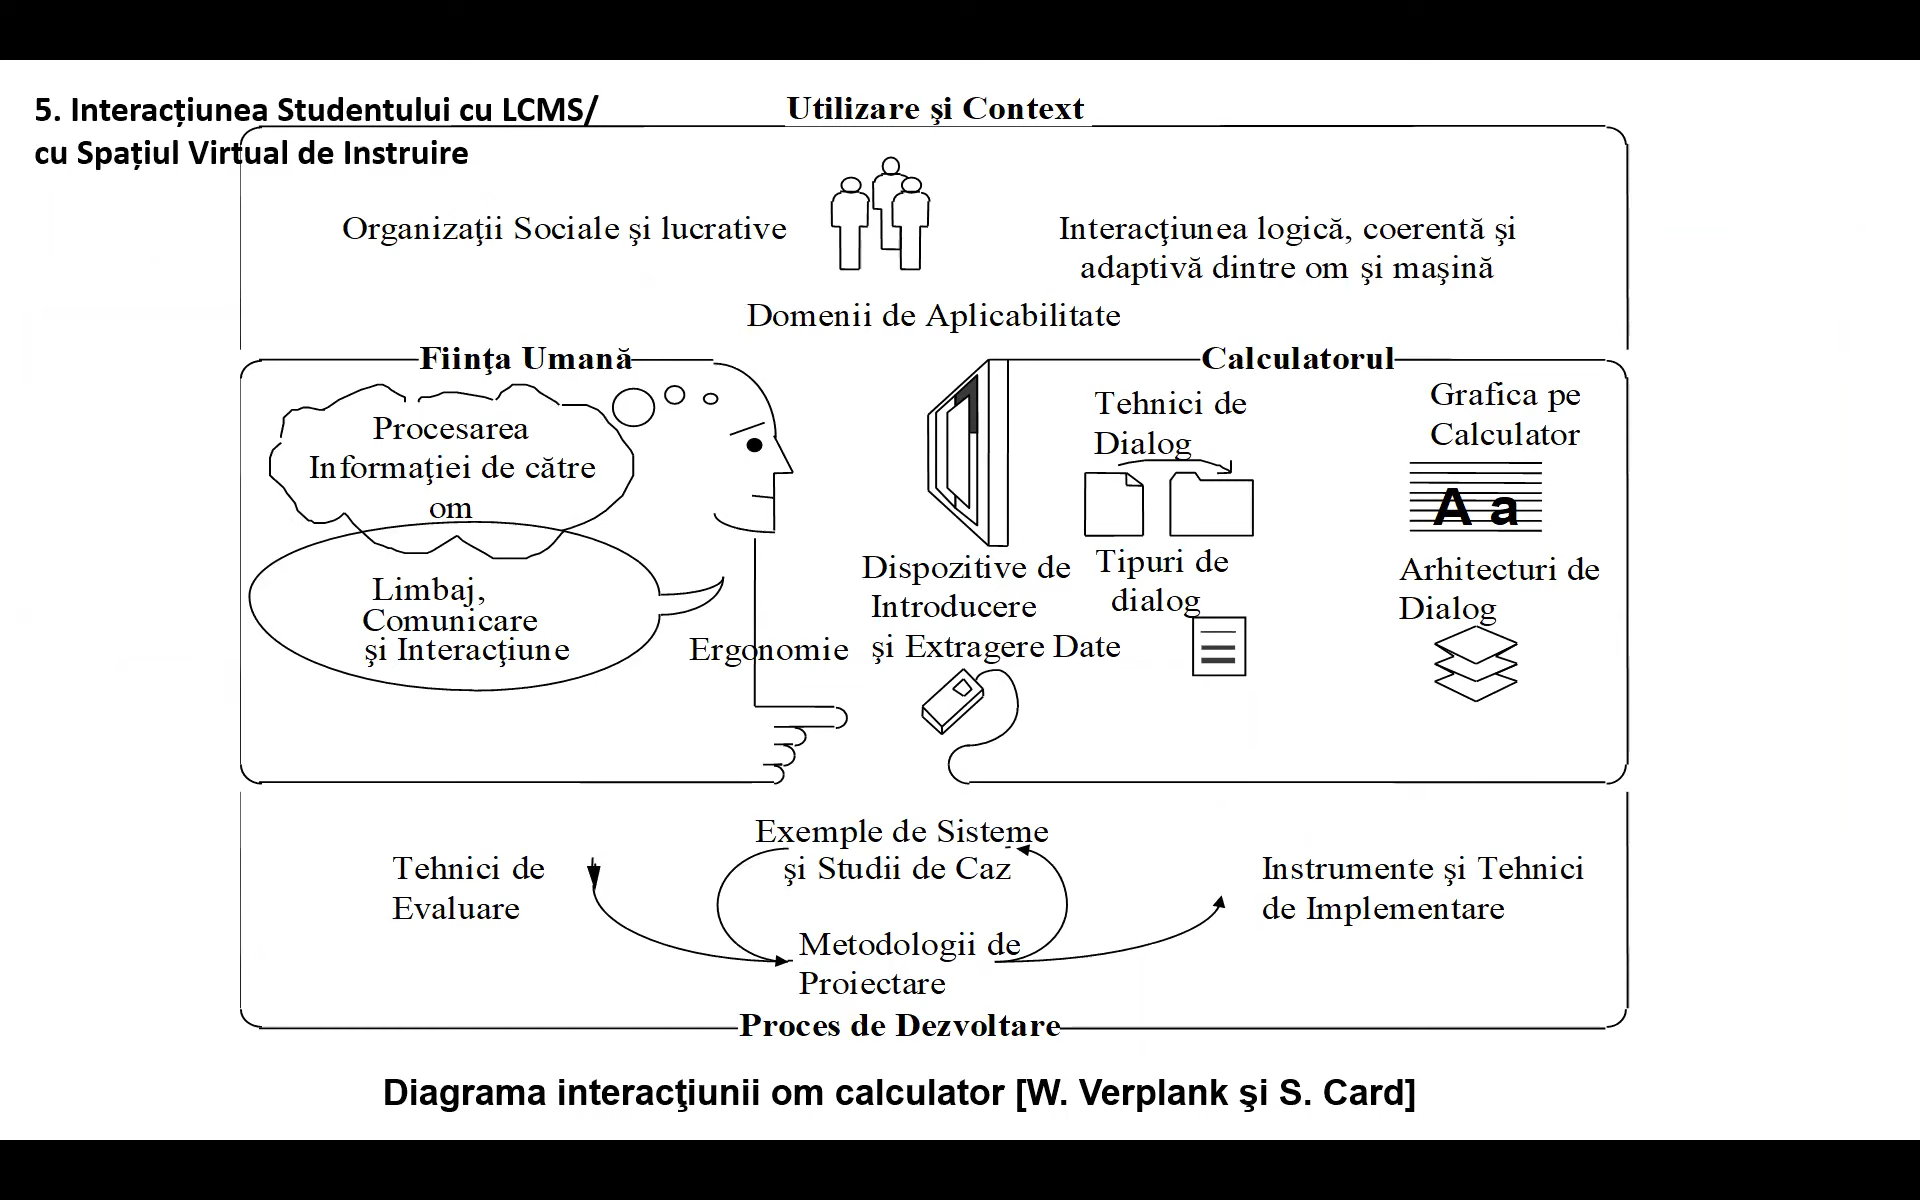 5. Interacțiunea Studentului cu LCMS/
cu Spațiul Virtual de Instruire
Utilizare şi Context
Organizaţii Sociale şi lucrative
Interacţiunea logică, coerentă şi
adaptivă dintre om şi maşină
Domenii de Aplicabilitate
Fiinţa Umană
Procesarea
Informaţiei de către
om
Limbaj,
Comunicare
şi Interacţiune
Ergonomie
Calculatorul
Dispozitive de
Introducere
şi Extragere Date
Tehnici de
Dialog
Tipuri de
dialog
Grafica pe
Calculator
A a
Arhitecturi de
Dialog
Tehnici de
Evaluare
Exemple de Sisteme
şi Studii de Caz
Metodologii de
Proiectare
Instrumente şi Tehnici
de Implementare
Proces de Dezvoltare
Diagrama interacţiunii om calculator [W. Verplank şi S. Card]